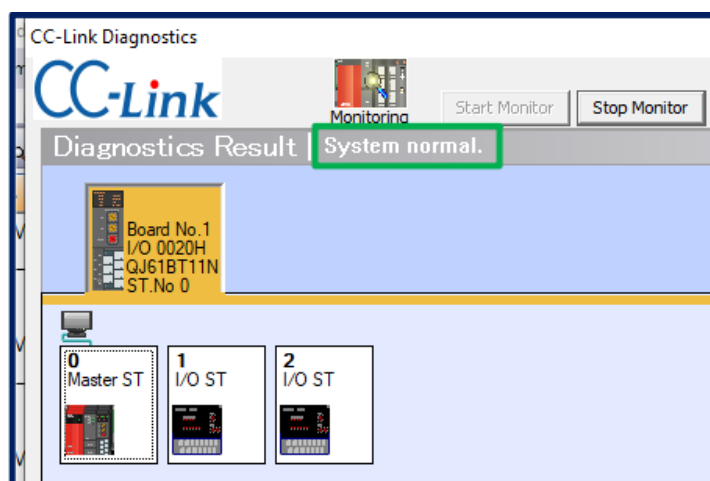 CC-Link Diagnostics
CC-Link
Monitoring
Start Monitor
Stop Monitor
Diagnostics Result
System normal.
Board No.1
I/O 0020H
QJ61BT11N
ST.No 0
0
Master ST
1
I/O ST
2
I/O ST